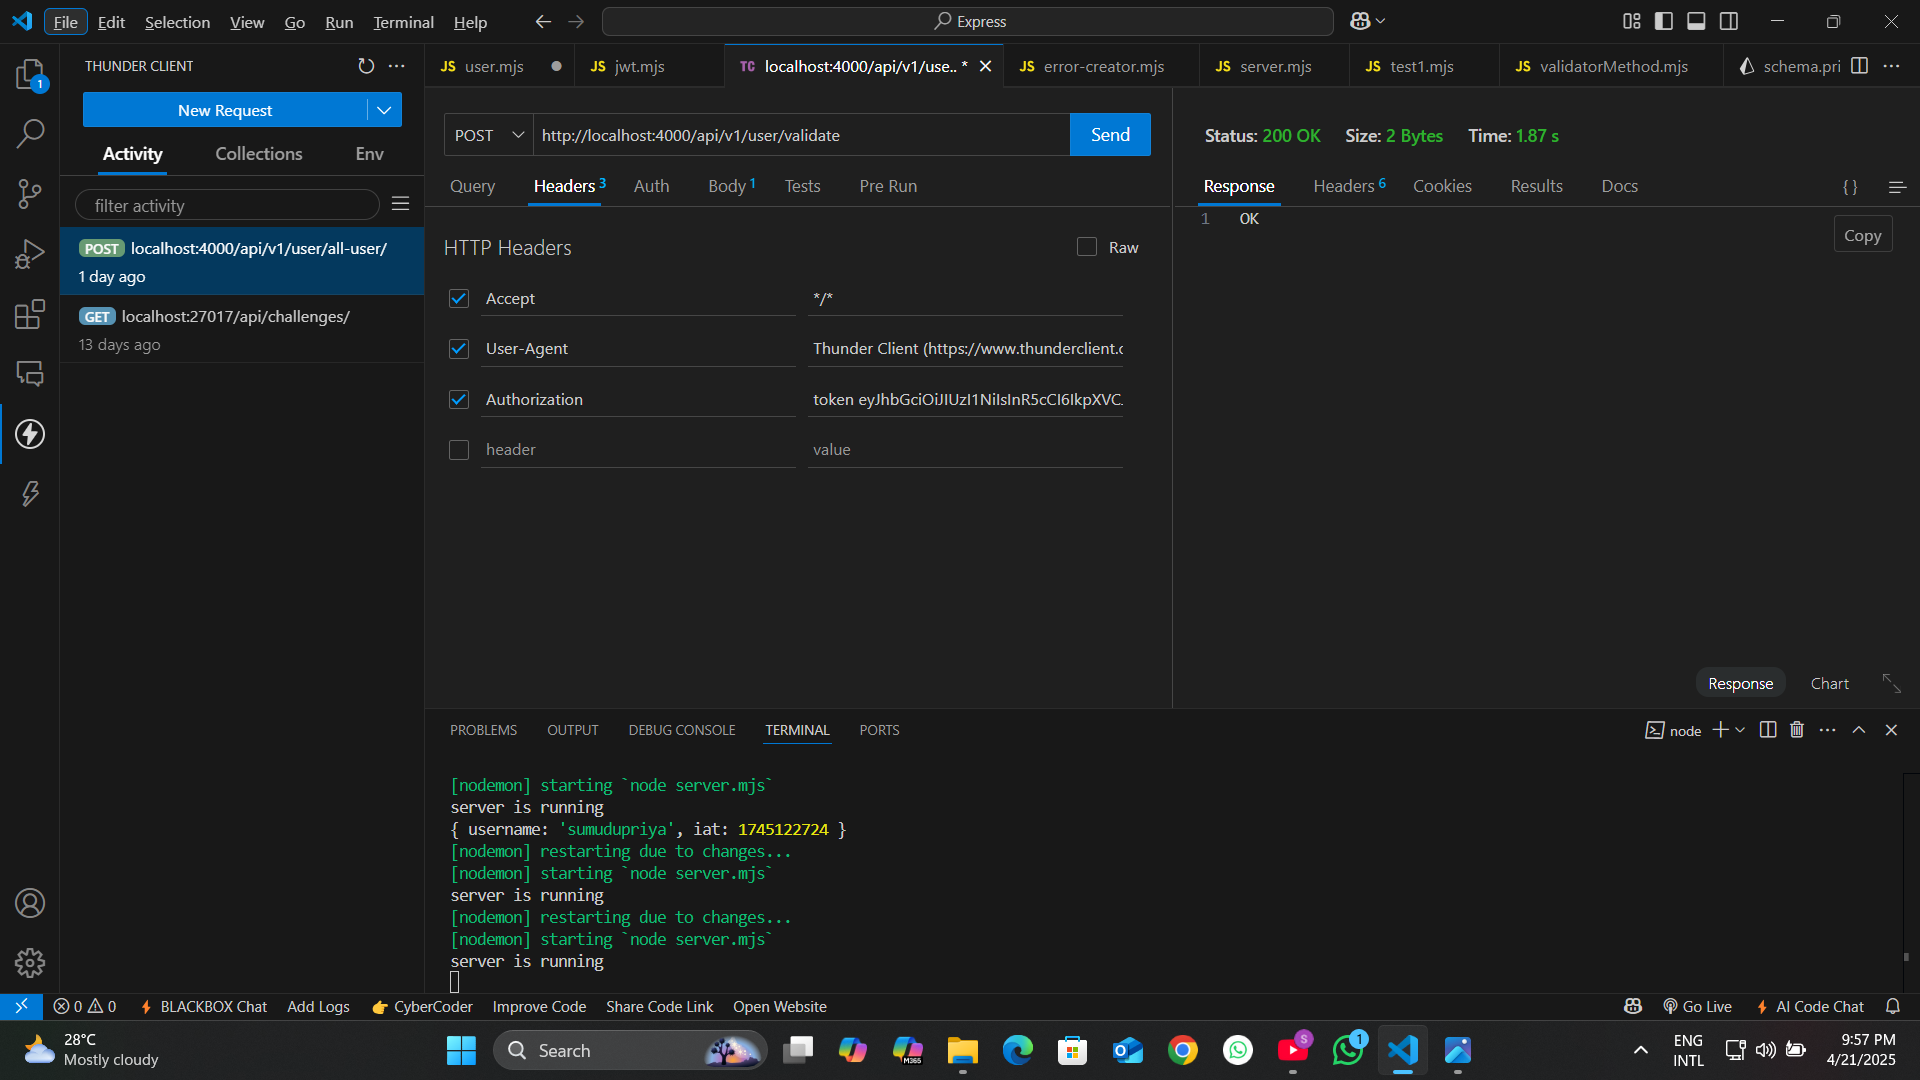 File Edit Selection View Go Run Terminal Help
Express
THUNDER CLIENT
New Request
Activity Collections Env
filter activity
POST localhost:4000/api/v1/user/all-user/
1 day ago
GET localhost:27017/api/challenges/
13 days ago
1
JS user.mjs
JS jwt.mjs
TC localhost:4000/api/v1/use.. *
JS error-creator.mjs
JS server.mjs
JS test1.mjs
JS validatorMethod.mjs
schema.pri
POST http://localhost:4000/api/v1/user/validate Send
Query Headers 3 Auth Body 1 Tests Pre Run
HTTP Headers Raw
Accept */*
User-Agent Thunder Client (https://www.thunderclient.c
Authorization token eyJhbGciOiJIUzI1NiIsInR5cCI6IkpXVC.
header value
Status: 200 OK Size: 2 Bytes Time: 1.87 s
Response Headers 6 Cookies Results Docs { }
1 OK
Copy
Response Chart
PROBLEMS OUTPUT DEBUG CONSOLE TERMINAL PORTS
node
[nodemon] starting `node server.mjs`
server is running
{ username: 'sumudupriya', iat: 1745122724 }
[nodemon] restarting due to changes...
[nodemon] starting `node server.mjs`
server is running
[nodemon] restarting due to changes...
[nodemon] starting `node server.mjs`
server is running
0 0 BLACKBOX Chat Add Logs CyberCoder Improve Code Share Code Link Open Website
Go Live AI Code Chat
28°C
Mostly cloudy
Search
M365
S
1
ENG
INTL
9:57 PM
4/21/2025